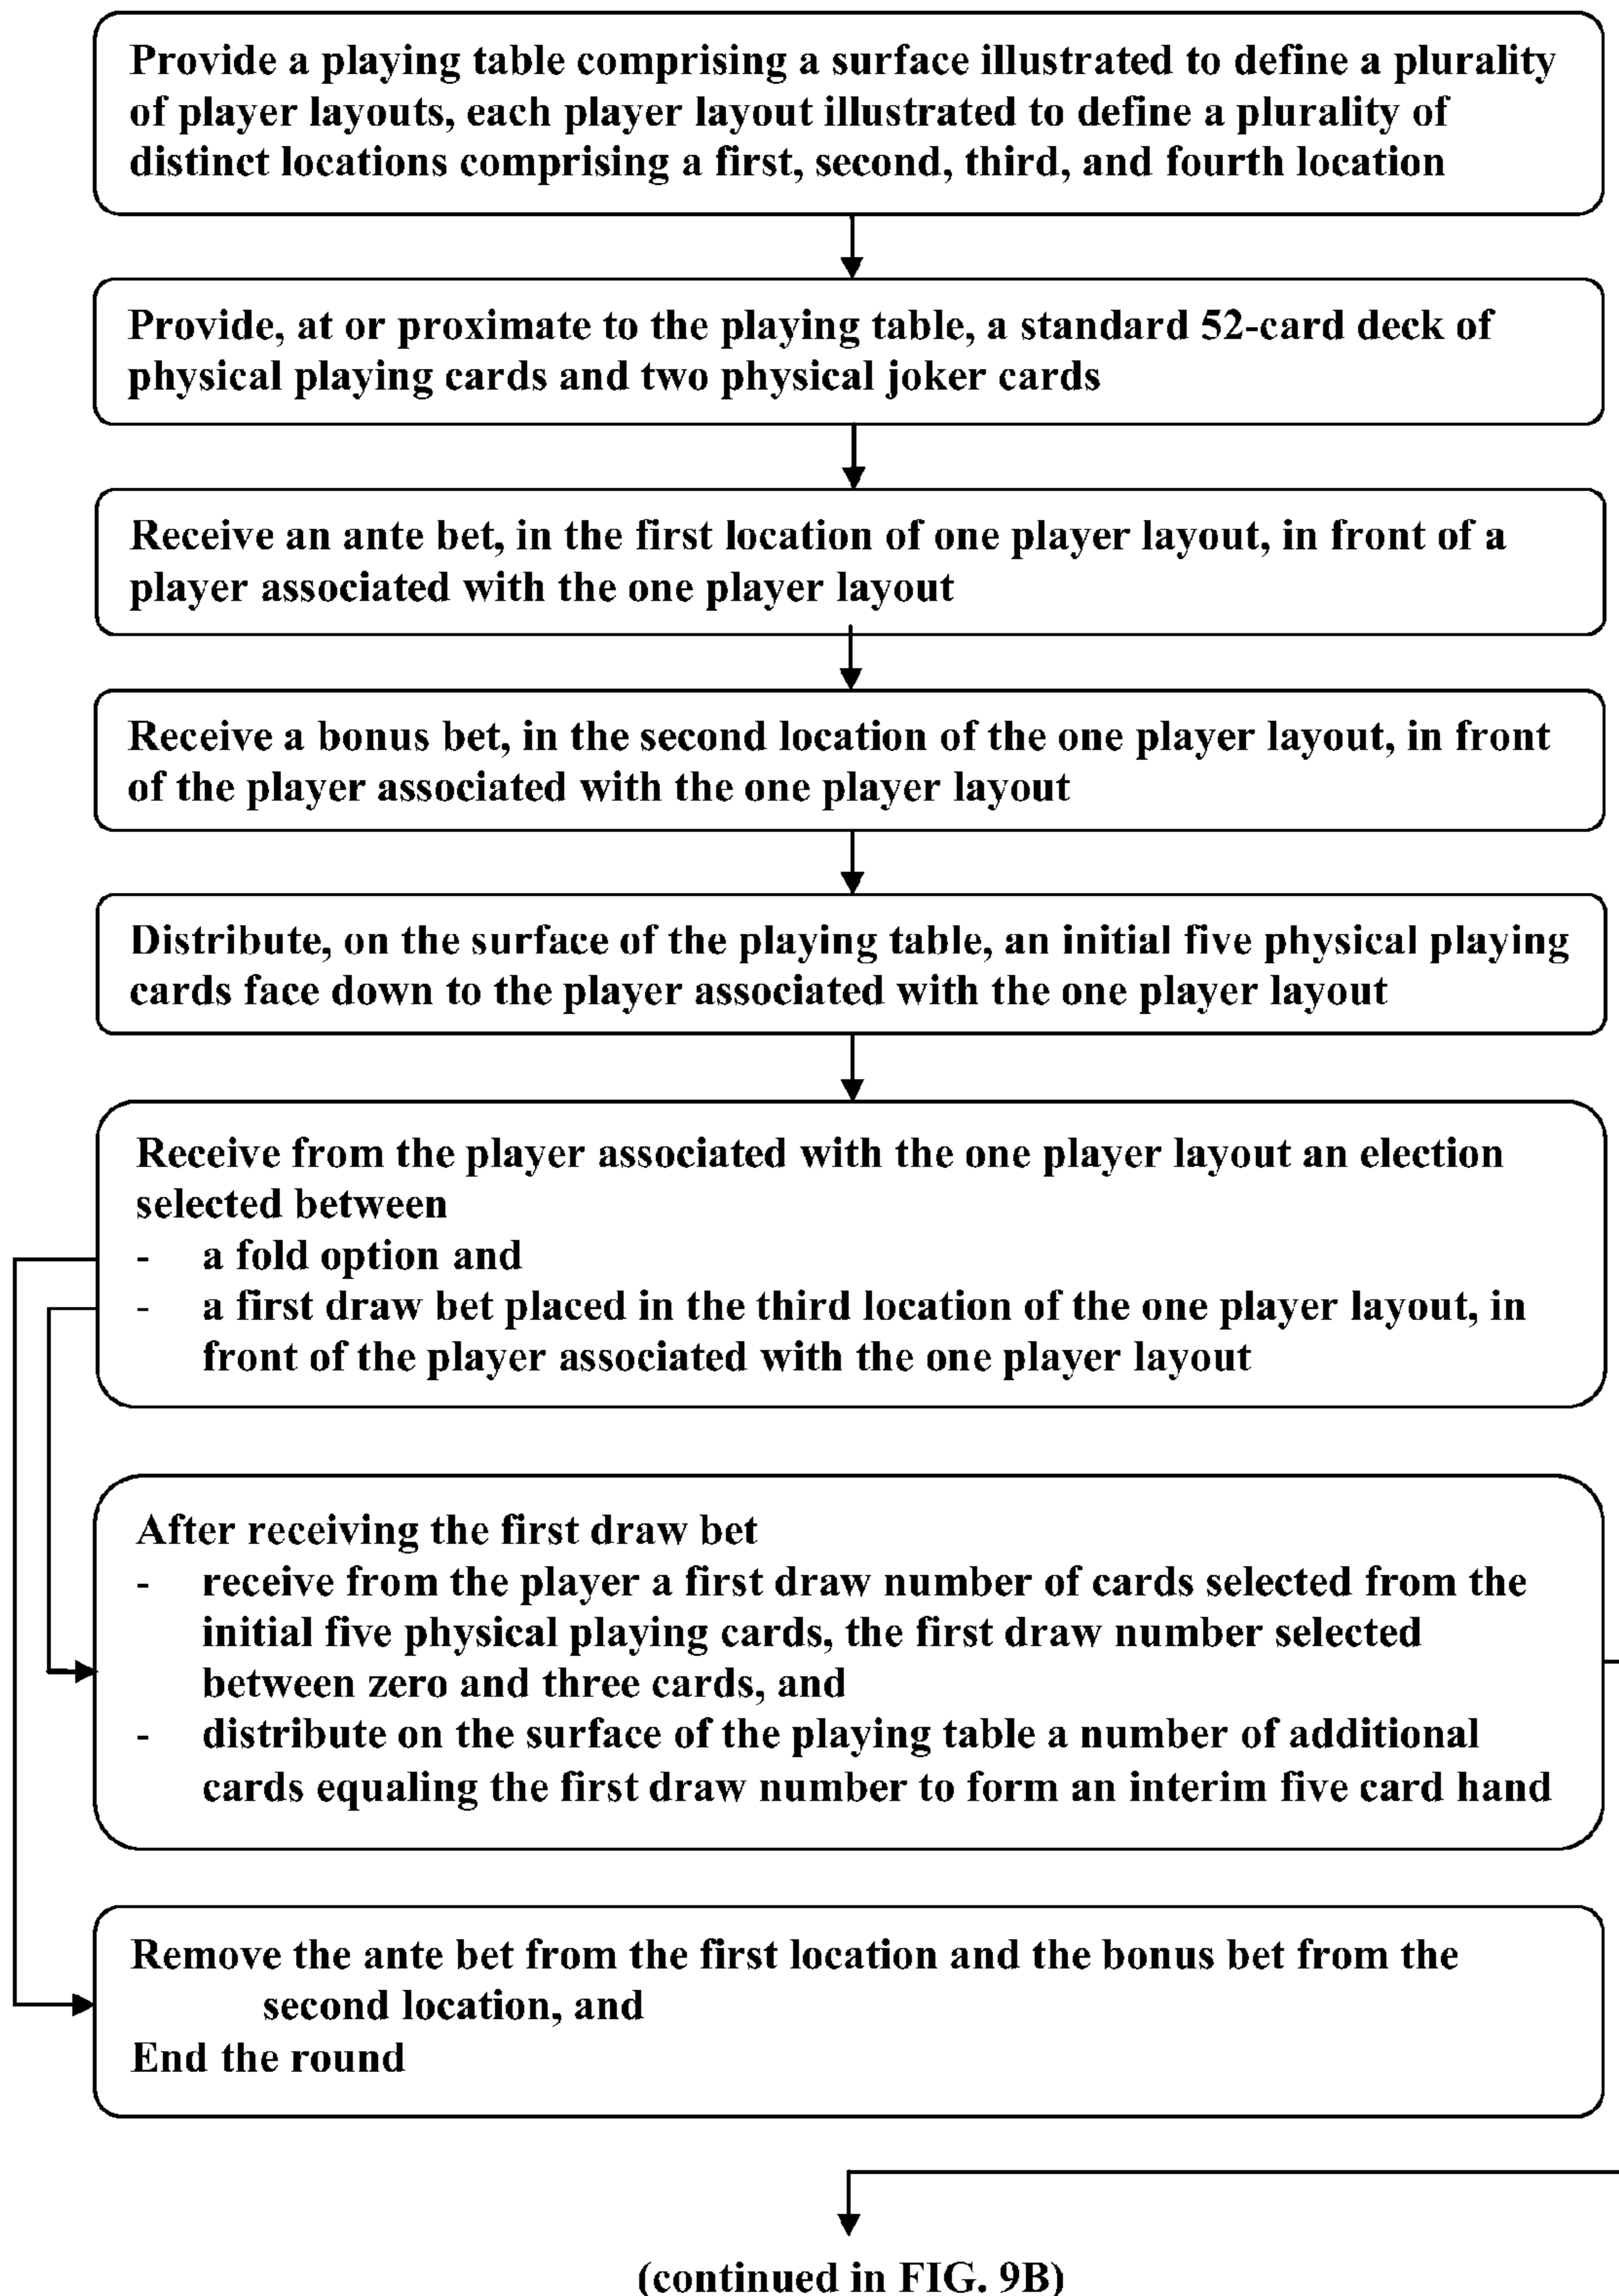 Provide a playing table comprising a surface illustrated to define a plurality
of player layouts, each player layout illustrated to define a plurality of
distinct locations comprising a first, second, third, and fourth location
Provide, at or proximate to the playing table, a standard 52-card deck of
physical playing cards and two physical joker cards
Receive an ante bet, in the first location of one player layout, in front of a
player associated with the one player layout
Receive a bonus bet, in the second location of the one player layout, in front
of the player associated with the one player layout
Distribute, on the surface of the playing table, an initial five physical playing
cards face down to the player associated with the one player layout
Receive from the player associated with the one player layout an election
selected between
- a fold option and
- a first draw bet placed in the third location of the one player layout, in
front of the player associated with the one player layout
After receiving the first draw bet
- receive from the player a first draw number of cards selected from the
initial five physical playing cards, the first draw number selected
between zero and three cards, and
- distribute on the surface of the playing table a number of additional
cards equaling the first draw number to form an interim five card hand
Remove the ante bet from the first location and the bonus bet from the
second location, and
End the round
(continued in FIG. 9B)